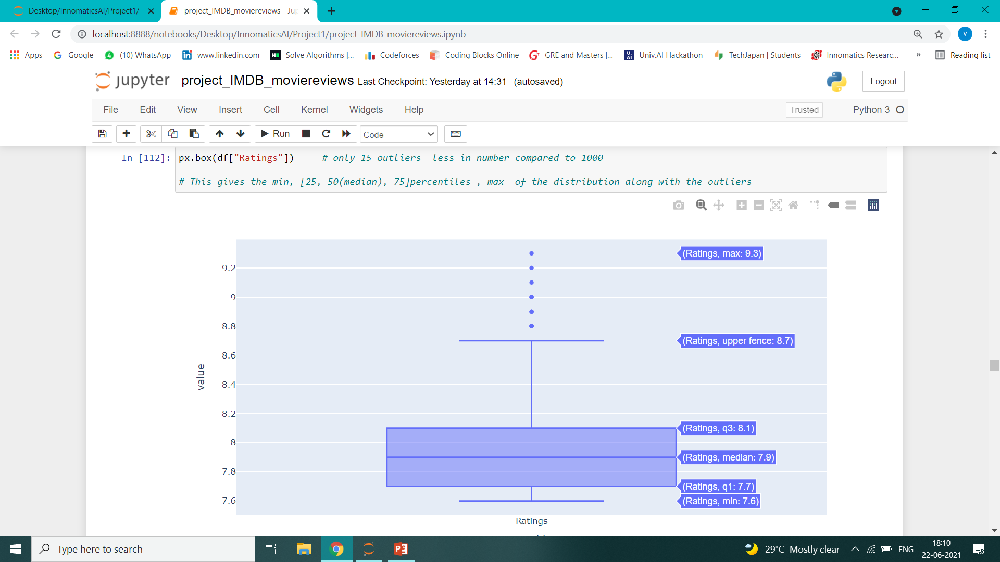 Desktop/InnomaticsAI/Project1/
project_IMDB_moviereviews - Jup
localhost:8888/notebooks/Desktop/InnomaticsAI/Project1/project_IMDB_moviereviews.ipynb
V
Apps Google (10) WhatsApp www.linkedin.com Solve Algorithms |... Codeforces Coding Blocks Online GRE and Masters |... Univ.AI Hackathon TechJapan | Students Innomatics Researc... » Reading list
jupyter project_IMDB_moviereviews Last Checkpoint: Yesterday at 14:31 (autosaved) Logout
File Edit View Insert Cell Kernel Widgets Help Trusted Python 3
Run Code
In [112]: px.box(df["Ratings"]) # only 15 outliers less in number compared to 1000
# This gives the min, [25, 50(median), 75]percentiles , max of the distribution along with the outliers
(Ratings, max: 9.3)
9.2
9
8.8
(Ratings, upper fence: 8.7)
8.6
value
8.4
8.2
(Ratings, q3: 8.1)
8
(Ratings, median: 7.9)
7.8
(Ratings, q1: 7.7)
7.6
(Ratings, min: 7.6)
Ratings
Type here to search
29°C Mostly clear ENG
18:10
22-06-2021